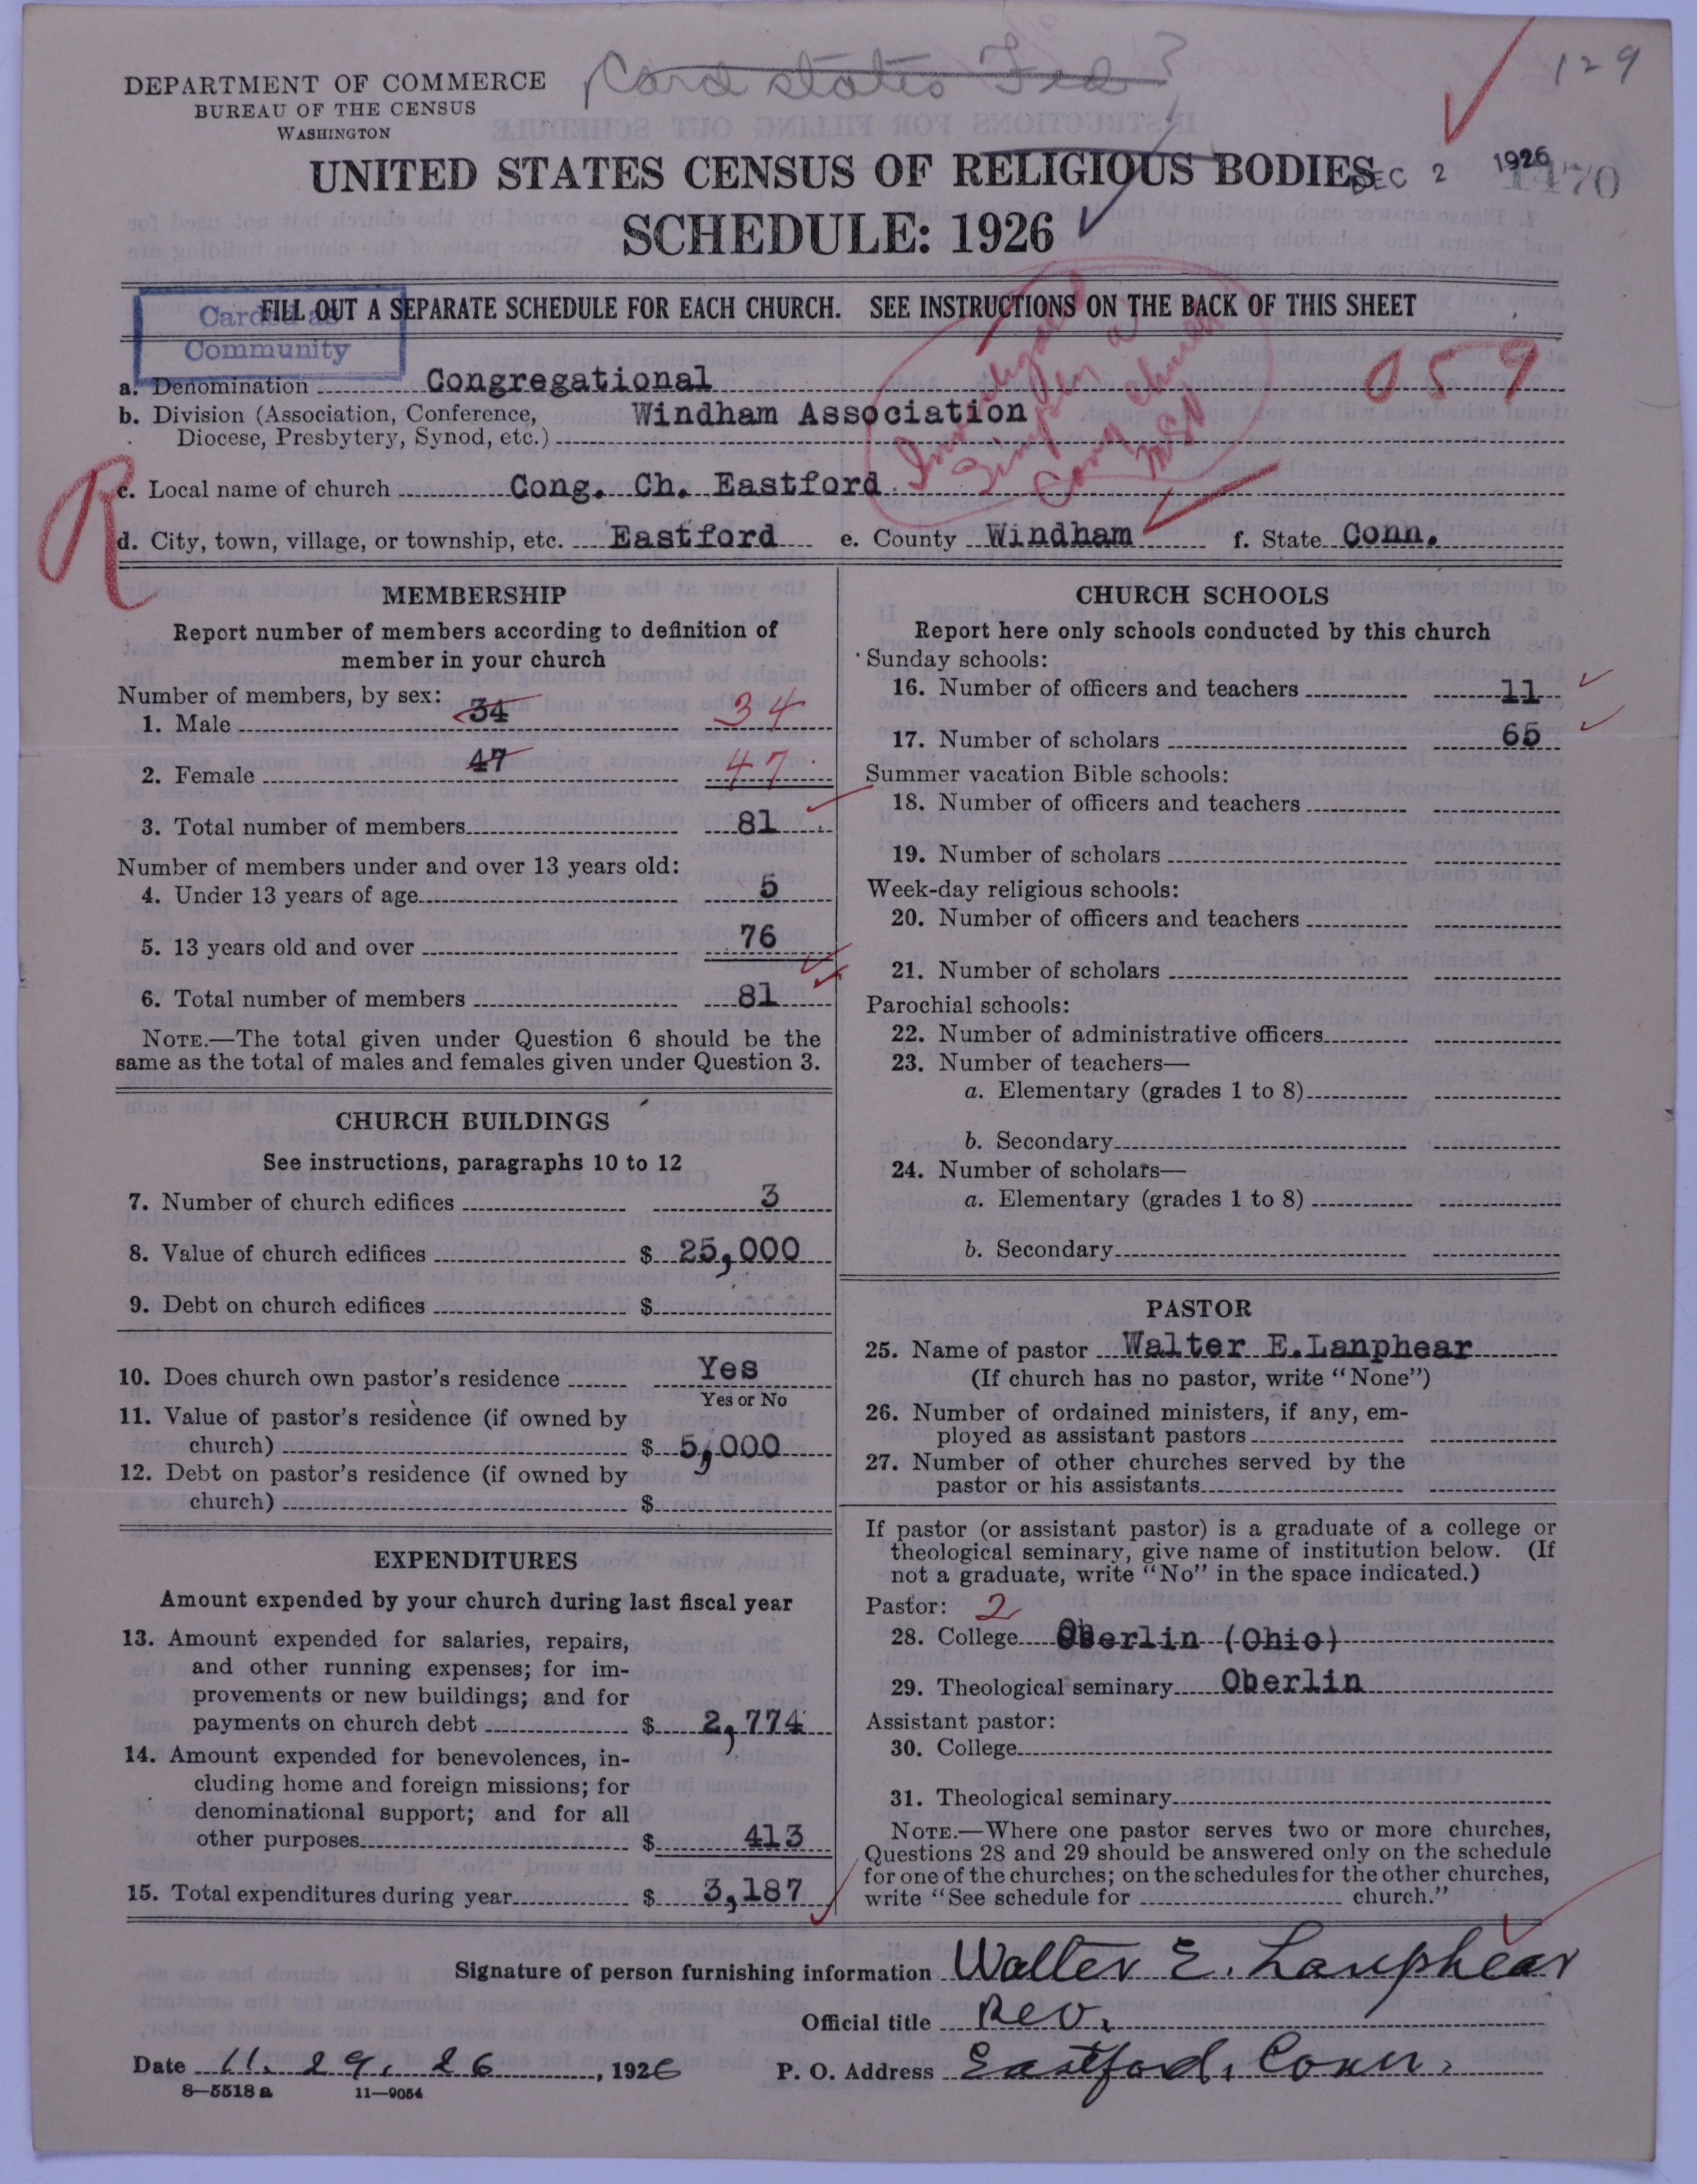 Card states Fed ?
129
DEPARTMENT OF COMMERCE
BUREAU OF THE CENSUS
WASHINGTON
UNITED STATES CENSUS OF RELIGIOUS BODIES
DEC 2 1926
1170
SCHEDULE: 1926
FILL OUT A SEPARATE SCHEDULE FOR EACH CHURCH. SEE INSTRUCTIONS ON THE BACK OF THIS SHEET
Carded as
Community
059
a. Denomination Congregational
b. Division (Association, Conference, Windham Association
Diocese, Presbytery, Synod, etc.)
R
c. Local name of church Cong. Ch. Eastford
d. City, town, village, or township, etc. Eastford e. County Windham f. State Conn.
MEMBERSHIP
Report number of members according to definition of
member in your church
Number of members, by sex:
1. Male 34 34
2. Female 47 47
3. Total number of members 81
Number of members under and over 13 years old:
4. Under 13 years of age 5
5. 13 years old and over 76
6. Total number of members 81
NOTE.—The total given under Question 6 should be the
same as the total of males and females given under Question 3.
CHURCH BUILDINGS
See instructions, paragraphs 10 to 12
7. Number of church edifices 3
8. Value of church edifices $ 25,000
9. Debt on church edifices $
10. Does church own pastor's residence Yes
Yes or No
11. Value of pastor's residence (if owned by
church) $ 5,000
12. Debt on pastor's residence (if owned by
church) $
EXPENDITURES
Amount expended by your church during last fiscal year
13. Amount expended for salaries, repairs,
and other running expenses; for im-
provements or new buildings; and for
payments on church debt $ 2,774
14. Amount expended for benevolences, in-
cluding home and foreign missions; for
denominational support; and for all
other purposes $ 413
15. Total expenditures during year $ 3,187
CHURCH SCHOOLS
Report here only schools conducted by this church
Sunday schools:
16. Number of officers and teachers 11
17. Number of scholars 65
Summer vacation Bible schools:
18. Number of officers and teachers
19. Number of scholars
Week-day religious schools:
20. Number of officers and teachers
21. Number of scholars
Parochial schools:
22. Number of administrative officers
23. Number of teachers—
a. Elementary (grades 1 to 8)
b. Secondary
24. Number of scholars—
a. Elementary (grades 1 to 8)
b. Secondary
PASTOR
25. Name of pastor Walter E.Lanphear
(If church has no pastor, write "None")
26. Number of ordained ministers, if any, em-
ployed as assistant pastors
27. Number of other churches served by the
pastor or his assistants
If pastor (or assistant pastor) is a graduate of a college or
theological seminary, give name of institution below. (If
not a graduate, write "No" in the space indicated.)
Pastor: 2
28. College Oberlin (Ohio)
29. Theological seminary Oberlin
Assistant pastor:
30. College
31. Theological seminary
NOTE.—Where one pastor serves two or more churches,
Questions 28 and 29 should be answered only on the schedule
for one of the churches; on the schedules for the other churches,
write "See schedule for church."
Signature of person furnishing information Walter E. Lanphear
Official title Rev.
Date 11. 29. 26, 1926 P. O. Address Eastford, Conn.
8—5518 a 11—9054